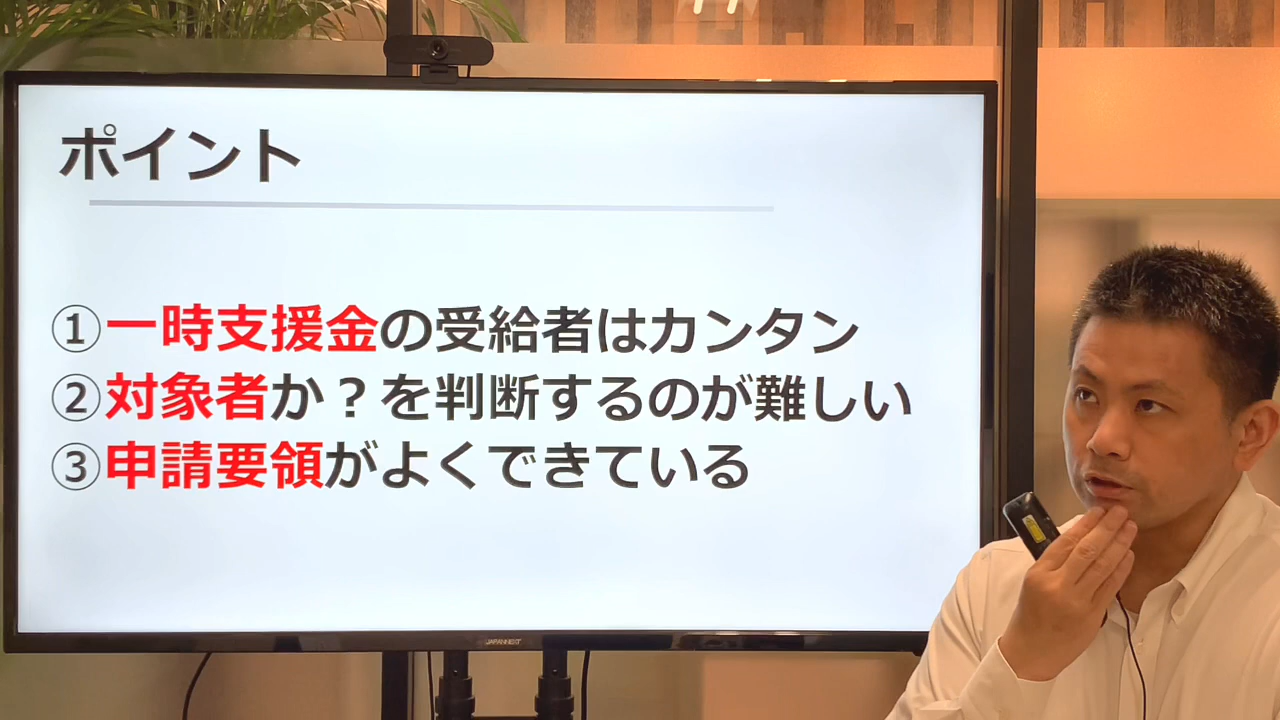 ポイント
①一時支援金の受給者はカンタン
②対象者か？を判断するのが難しい
③申請要領がよくできている
JAPANNEXT